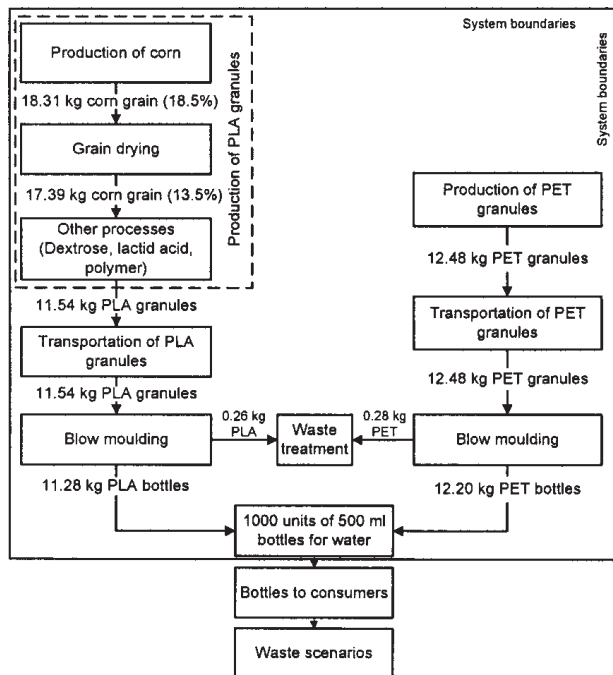 System boundaries
System boundaries
Production of corn
18.31 kg corn grain (18.5%)
Grain drying
17.39 kg corn grain (13.5%)
Other processes
(Dextrose, lactid acid,
polymer)
Production of PLA granules
11.54 kg PLA granules
Transportation of PLA
granules
11.54 kg PLA granules
Blow moulding
11.28 kg PLA bottles
0.26 kg
PLA
Waste
treatment
0.28 kg
PET
Production of PET
granules
12.48 kg PET granules
Transportation of PET
granules
12.48 kg PET granules
Blow moulding
12.20 kg PET bottles
1000 units of 500 ml
bottles for water
Bottles to consumers
Waste scenarios